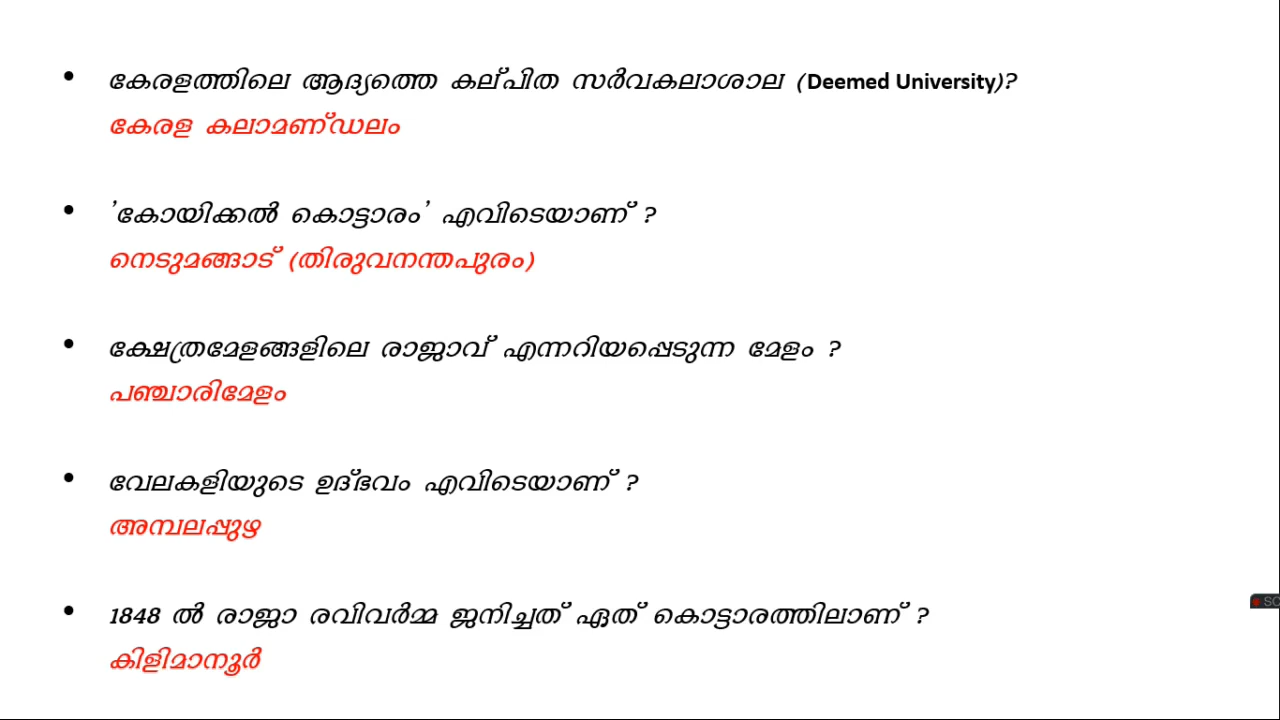 • കേരളത്തിലെ ആദ്യത്തെ കല്പിത സർവകലാശാല (Deemed University)?
കേരള കലാമണ്ഡലം
• 'കോയിക്കൽ കൊട്ടാരം' എവിടെയാണ് ?
നെടുമങ്ങാട് (തിരുവനന്തപുരം)
• ക്ഷേത്രമേളങ്ങളിലെ രാജാവ് എന്നറിയപ്പെടുന്ന മേളം ?
പഞ്ചാരിമേളം
• വേലകളിയുടെ ഉദ്ഭവം എവിടെയാണ് ?
അമ്പലപ്പുഴ
• 1848 ൽ രാജാ രവിവർമ്മ ജനിച്ചത് ഏത് കൊട്ടാരത്തിലാണ് ?
കിളിമാനൂർ